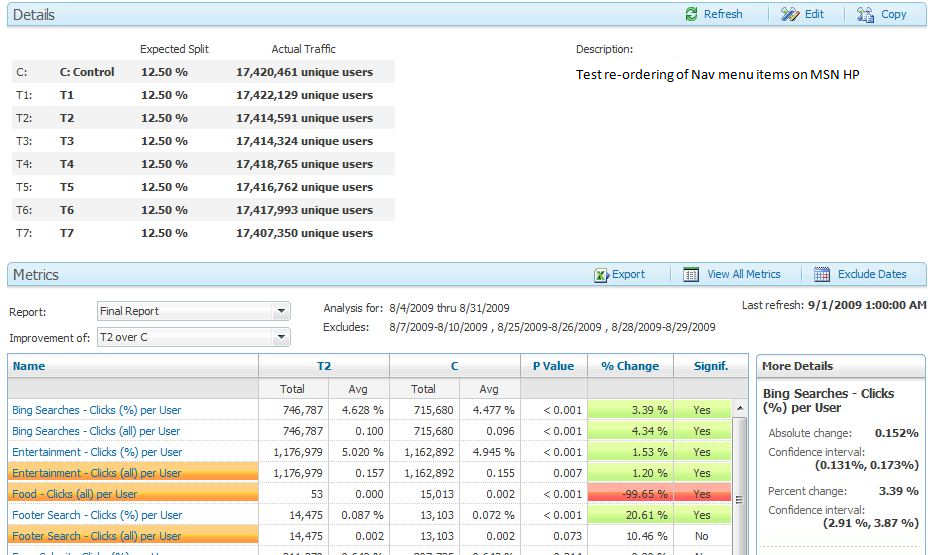 Details Refresh Edit Copy
Expected Split Actual Traffic Description:
C: C: Control 12.50 % 17,420,461 unique users Test re-ordering of Nav menu items on MSN HP
T1: T1 12.50 % 17,422,129 unique users
T2: T2 12.50 % 17,414,591 unique users
T3: T3 12.50 % 17,414,324 unique users
T4: T4 12.50 % 17,418,765 unique users
T5: T5 12.50 % 17,416,762 unique users
T6: T6 12.50 % 17,417,993 unique users
T7: T7 12.50 % 17,407,350 unique users
Metrics Export View All Metrics Exclude Dates
Report: Final Report Analysis for: 8/4/2009 thru 8/31/2009 Last refresh: 9/1/2009 1:00:00 AM
Improvement of: T2 over C Excludes: 8/7/2009-8/10/2009 , 8/25/2009-8/26/2009 , 8/28/2009-8/29/2009
Name T2 C P Value % Change Signif.
Total Avg Total Avg
Bing Searches - Clicks (%) per User 746,787 4.628 % 715,680 4.477 % < 0.001 3.39 % Yes
Bing Searches - Clicks (all) per User 746,787 0.100 715,680 0.096 < 0.001 4.34 % Yes
Entertainment - Clicks (%) per User 1,176,979 5.020 % 1,162,892 4.945 % < 0.001 1.53 % Yes
Entertainment - Clicks (all) per User 1,176,979 0.157 1,162,892 0.155 0.007 1.20 % Yes
Food - Clicks (all) per User 53 0.000 15,013 0.002 < 0.001 -99.65 % Yes
Footer Search - Clicks (%) per User 14,475 0.087 % 13,103 0.072 % < 0.001 20.61 % Yes
Footer Search - Clicks (all) per User 14,475 0.002 13,103 0.002 0.073 10.46 % No
More Details
Bing Searches - Clicks
(%) per User
Absolute change: 0.152%
Confidence interval:
(0.131%, 0.173%)
Percent change: 3.39 %
Confidence interval:
(2.91 %, 3.87 %)